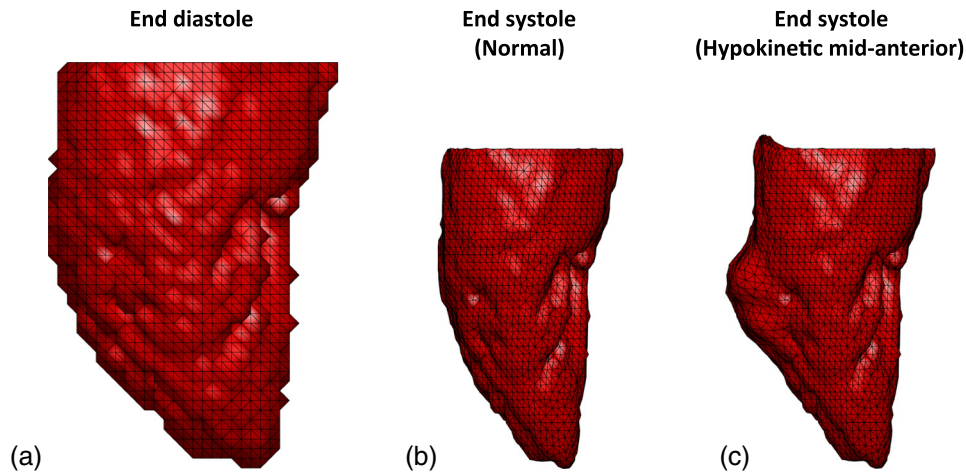 End diastole
End systole
(Normal)
End systole
(Hypokinetic mid-anterior)
(a)
(b)
(c)